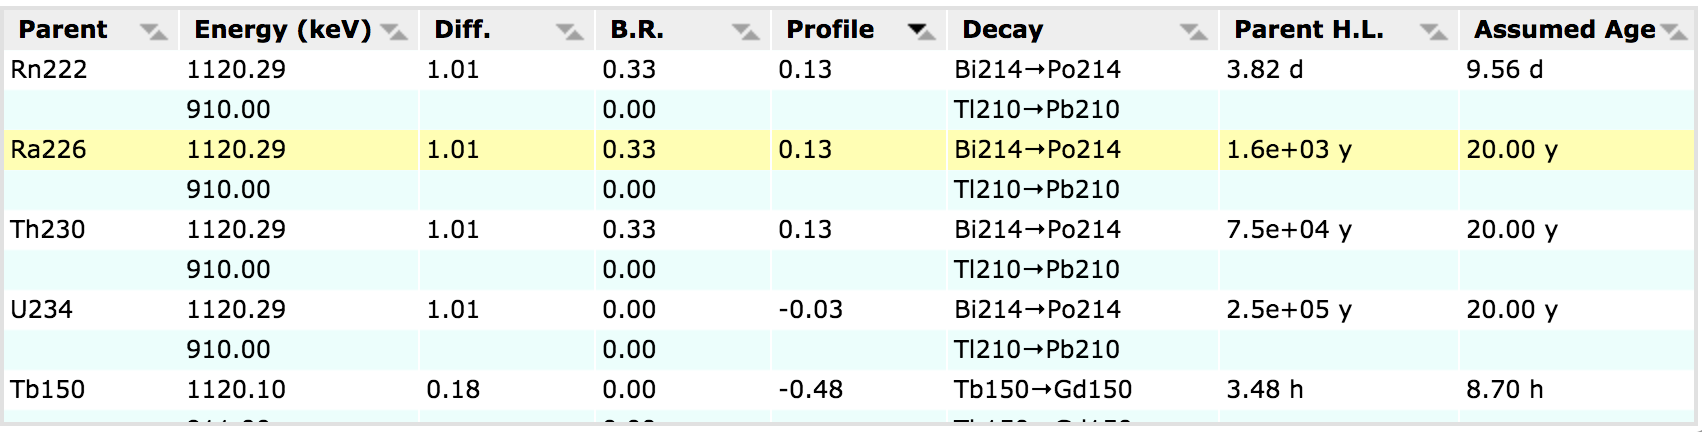 Parent Energy (keV) Diff. B.R. Profile Decay Parent H.L. Assumed Age
Rn222 1120.29 1.01 0.33 0.13 Bi214→Po214 3.82 d 9.56 d
910.00 0.00 Tl210→Pb210
Ra226 1120.29 1.01 0.33 0.13 Bi214→Po214 1.6e+03 y 20.00 y
910.00 0.00 Tl210→Pb210
Th230 1120.29 1.01 0.33 0.13 Bi214→Po214 7.5e+04 y 20.00 y
910.00 0.00 Tl210→Pb210
U234 1120.29 1.01 0.00 -0.03 Bi214→Po214 2.5e+05 y 20.00 y
910.00 0.00 Tl210→Pb210
Tb150 1120.10 0.18 0.00 -0.48 Tb150→Gd150 3.48 h 8.70 h